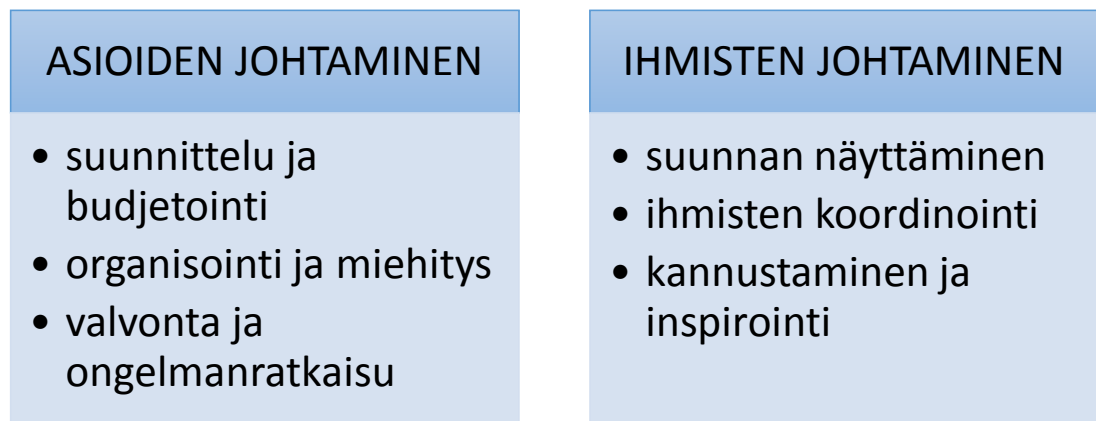 ASIOIDEN JOHTAMINEN
• suunnittelu ja
budjetointi
• organisointi ja miehitys
• valvonta ja
ongelmanratkaisu
IHMISTEN JOHTAMINEN
• suunnan näyttäminen
• ihmisten koordinointi
• kannustaminen ja
inspirointi